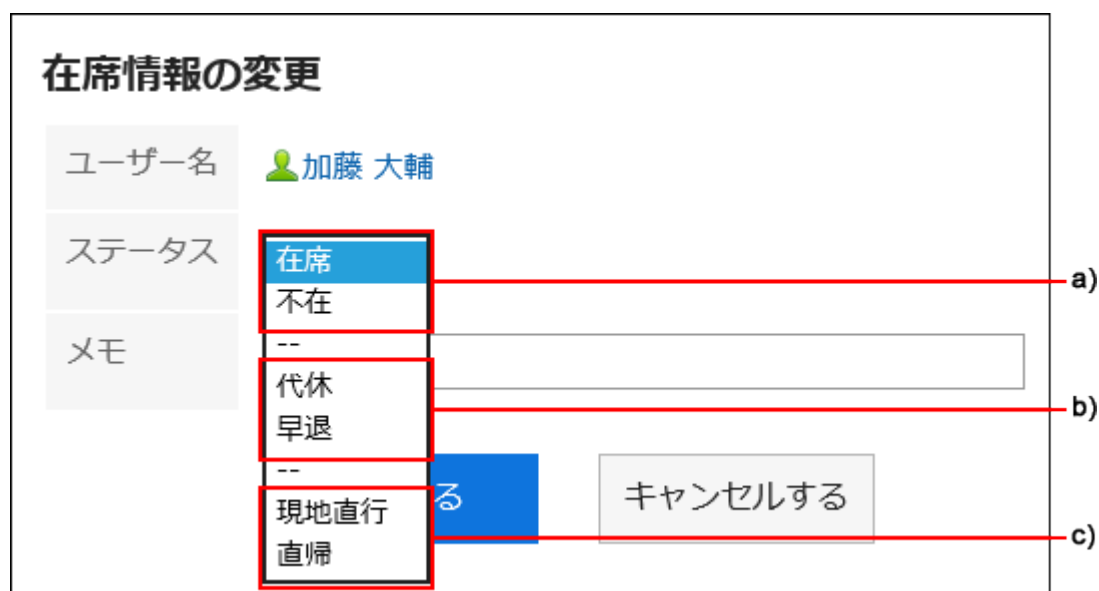 在席情報の変更
ユーザー名
加藤 大輔
ステータス
在席
不在
--
代休
早退
--
現地直行
直帰
a)
メモ
b)
る
キャンセルする
c)